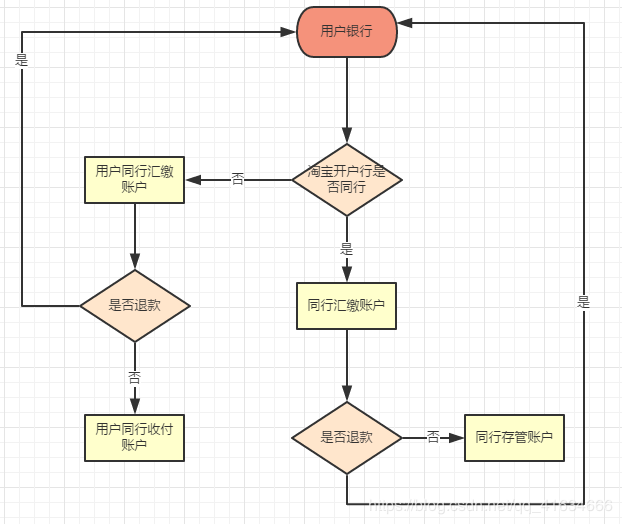 用户银行
是
用户同行汇缴
账户
否
淘宝开户行是
否同行
是
是否退款
同行汇缴账户
是
否
用户同行收付
账户
是否退款
否
同行存管账户
https://blog.csdn.net/qq_41654666